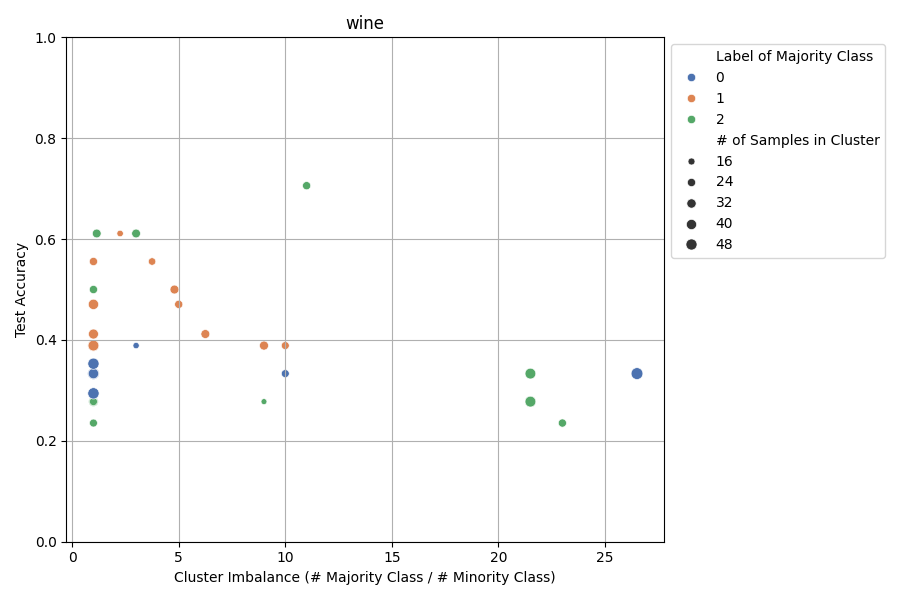 wine
Test Accuracy
1.0
0.8
0.6
0.4
0.2
0.0
0 5 10 15 20 25
Cluster Imbalance (# Majority Class / # Minority Class)
Label of Majority Class
0
1
2
# of Samples in Cluster
16
24
32
40
48